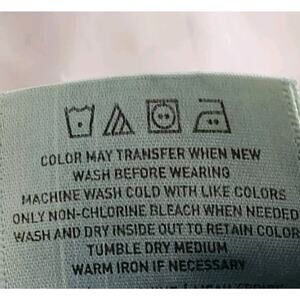 COLOR MAY TRANSFER WHEN NEW
WASH BEFORE WEARING
MACHINE WASH COLD WITH LIKE COLORS
ONLY NON-CHLORINE BLEACH WHEN NEEDED
WASH AND DRY INSIDE OUT TO RETAIN COLOR
TUMBLE DRY MEDIUM
WARM IRON IF NECESSARY